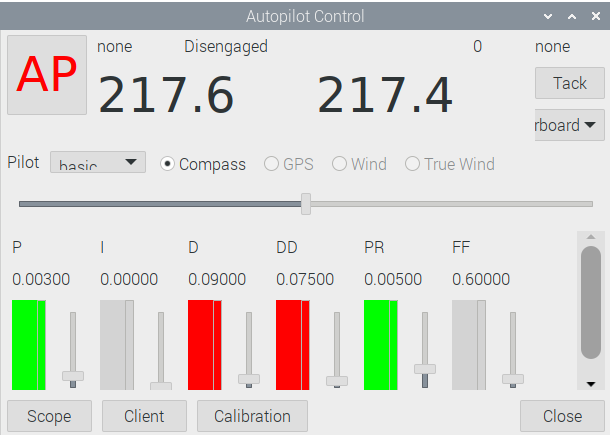 Autopilot Control
AP
none Disengaged 0 none
217.6 217.4
Tack
rboard
Pilot basic Compass GPS Wind True Wind
P I D DD PR FF
0.00300 0.00000 0.09000 0.07500 0.00500 0.60000
Scope Client Calibration Close